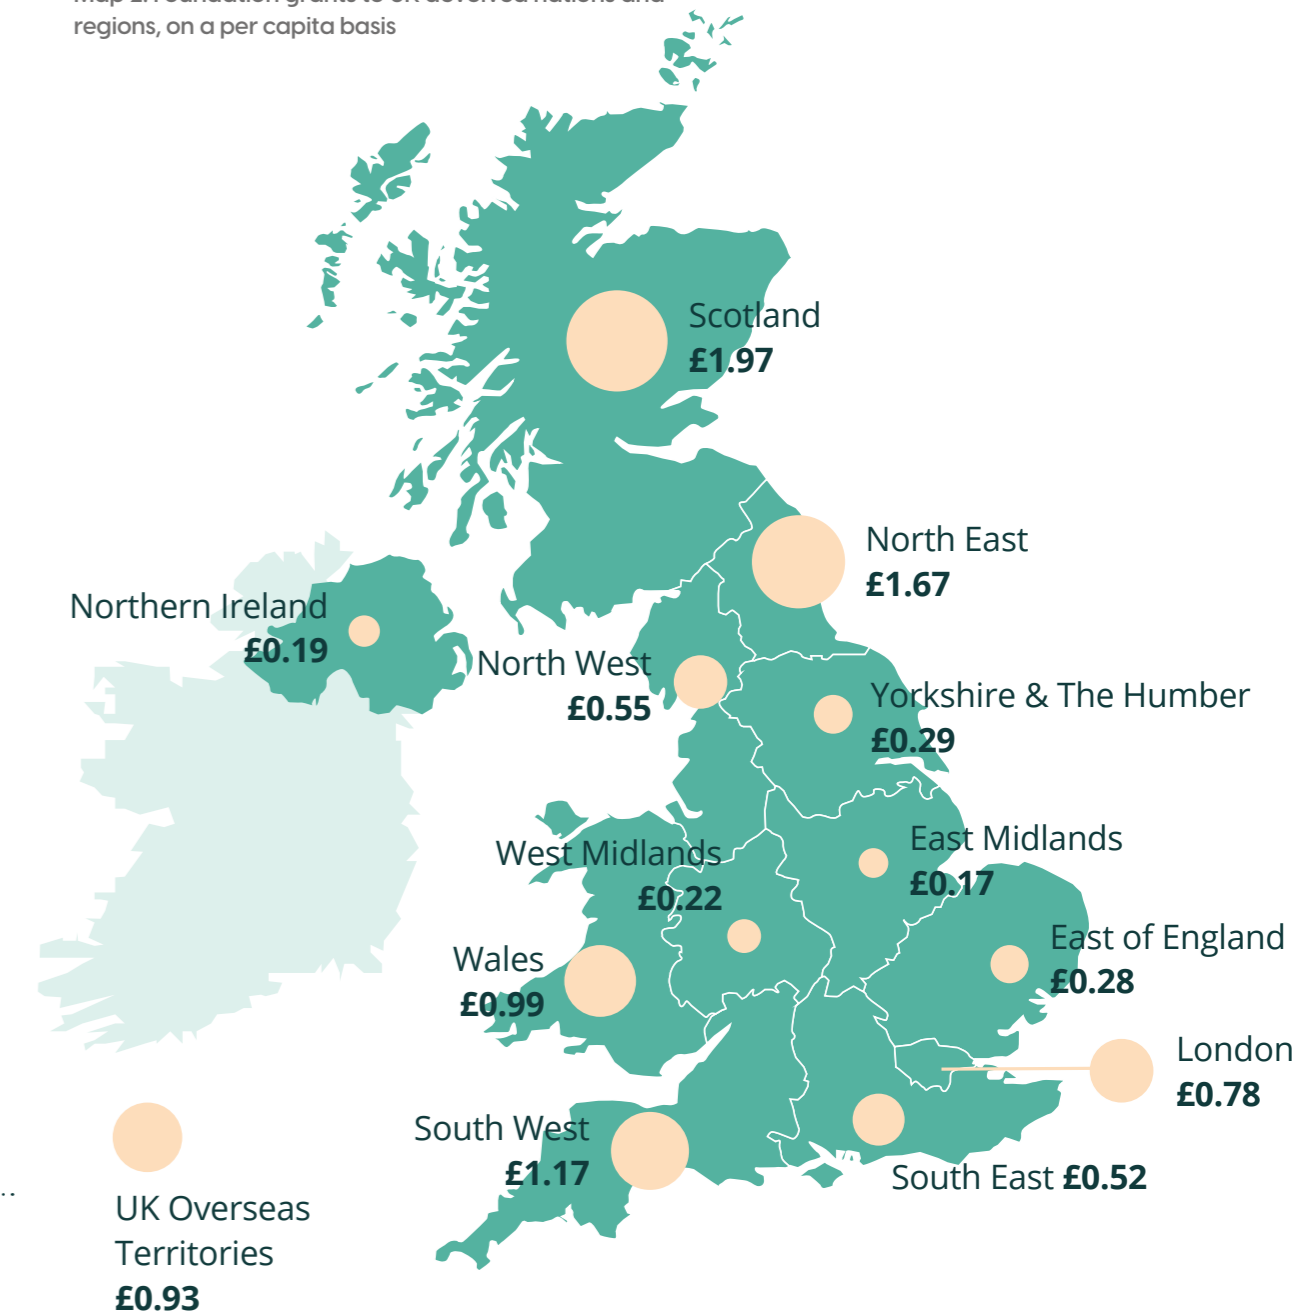 regions, on a per capita basis
Scotland
£1.97
North East
£1.67
Northern Ireland
£0.19
North West
£0.55
Yorkshire & The Humber
£0.29
West Midlands
£0.22
East Midlands
£0.17
Wales
£0.99
East of England
£0.28
London
£0.78
South West
£1.17
South East £0.52
UK Overseas
Territories
£0.93